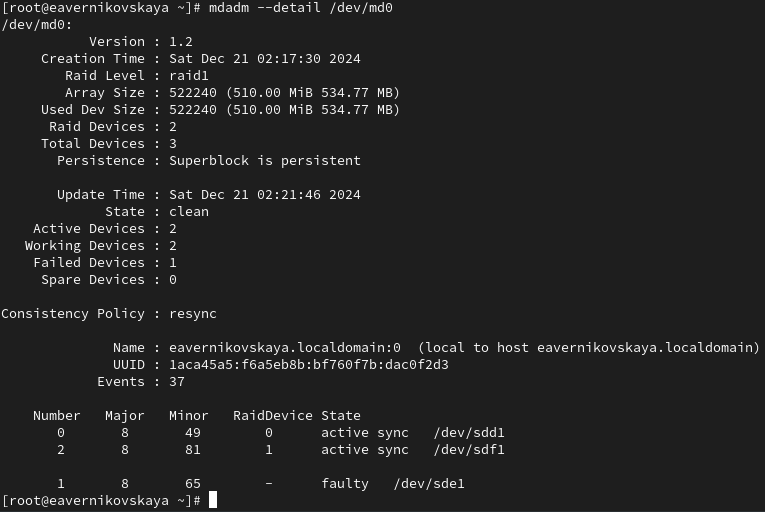 [root@eavernikovskaya ~]# mdadm --detail /dev/md0
/dev/md0:
Version : 1.2
Creation Time : Sat Dec 21 02:17:30 2024
Raid Level : raid1
Array Size : 522240 (510.00 MiB 534.77 MB)
Used Dev Size : 522240 (510.00 MiB 534.77 MB)
Raid Devices : 2
Total Devices : 3
Persistence : Superblock is persistent
Update Time : Sat Dec 21 02:21:46 2024
State : clean
Active Devices : 2
Working Devices : 2
Failed Devices : 1
Spare Devices : 0
Consistency Policy : resync
Name : eavernikovskaya.localdomain:0 (local to host eavernikovskaya.localdomain)
UUID : 1aca45a5:f6a5eb8b:bf760f7b:dac0f2d3
Events : 37
Number Major Minor RaidDevice State
0 8 49 0 active sync /dev/sdd1
2 8 81 1 active sync /dev/sdf1
1 8 65 - faulty /dev/sde1
[root@eavernikovskaya ~]#